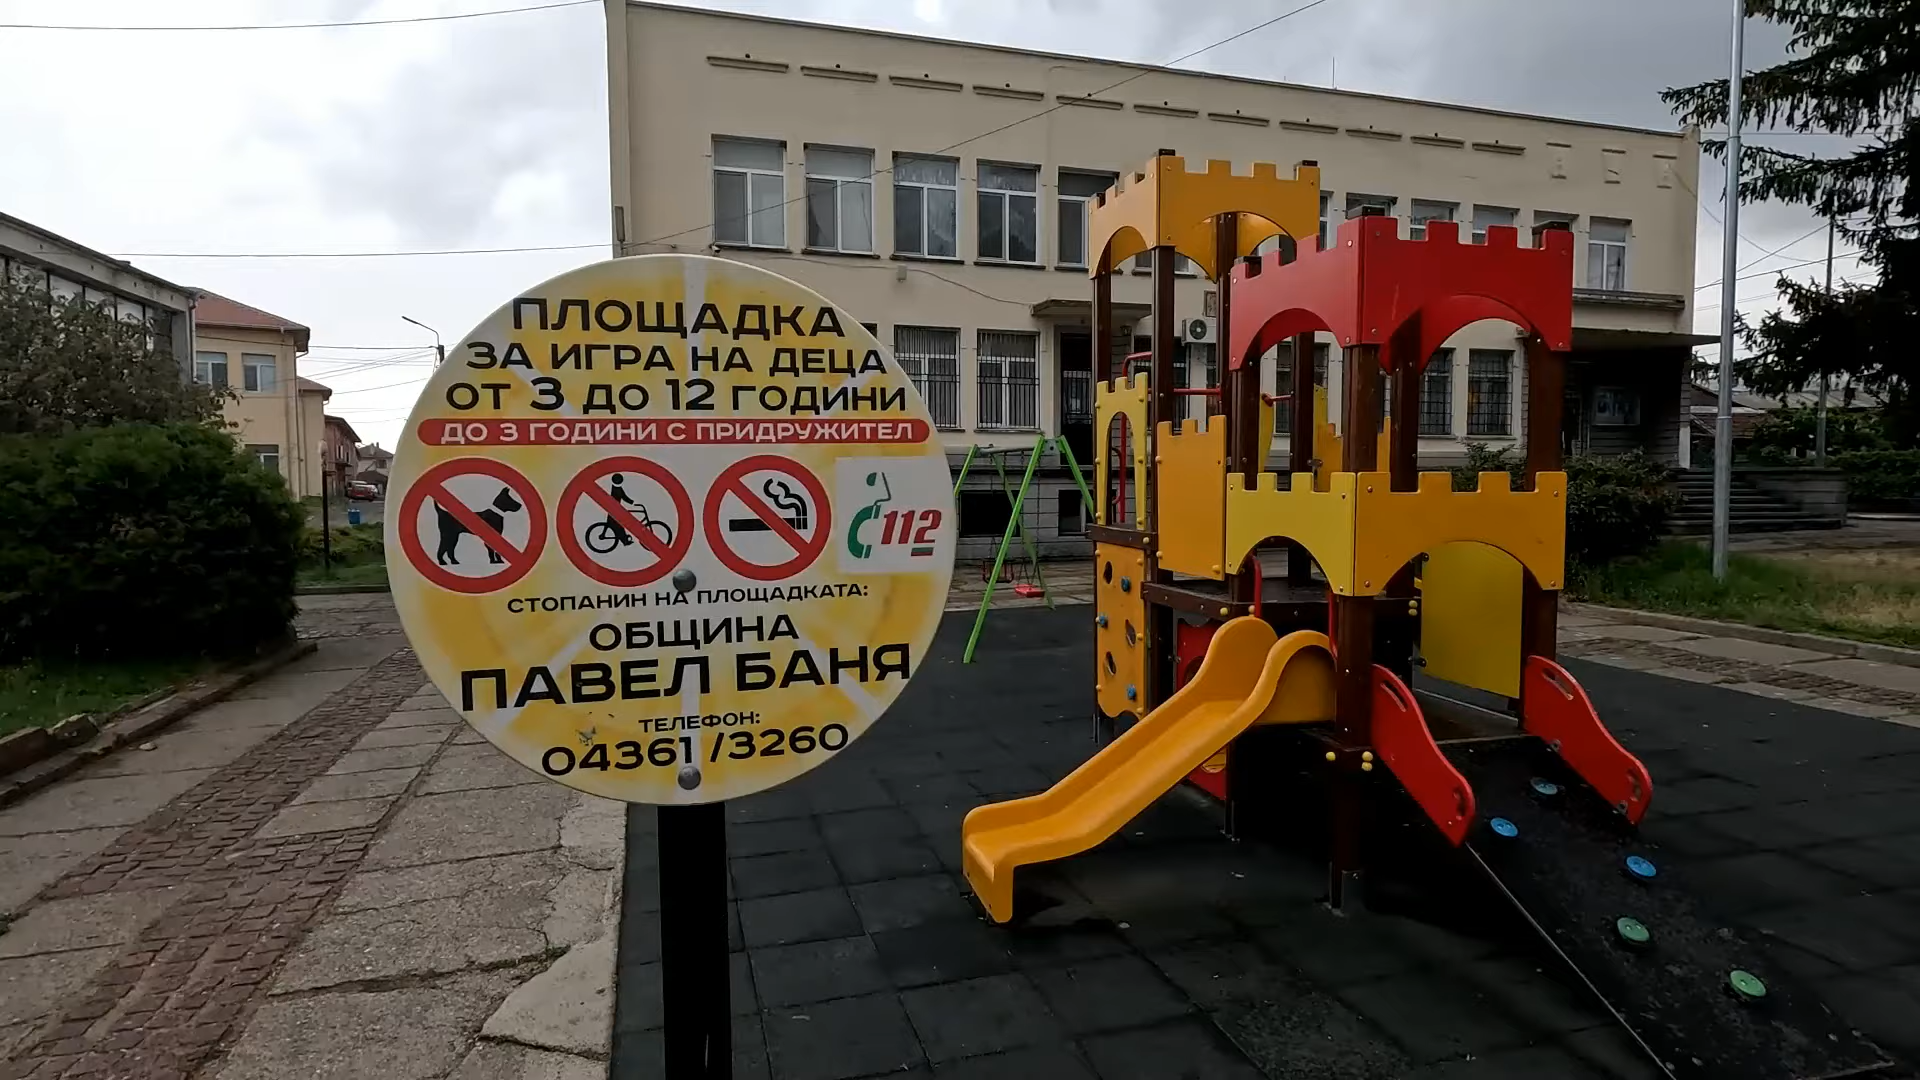 ПЛОЩАДКА
ЗА ИГРА НА ДЕЦА
ОТ 3 ДО 12 ГОДИНИ
ДО 3 ГОДИНИ С ПРИДРУЖИТЕЛ
112
СТОПАНИН НА ПЛОЩАДКАТА:
ОБЩИНА
ПАВЕЛ БАНЯ
ТЕЛЕФОН:
04361 /3260